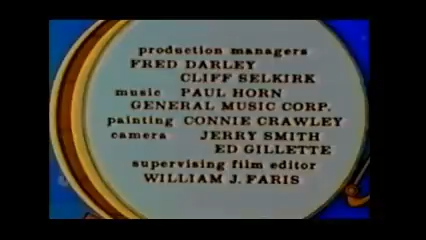 production managers
FRED DARLEY
CLIFF SELKIRK
music PAUL HORN
GENERAL MUSIC CORP.
painting CONNIE CRAWLEY
camera JERRY SMITH
ED GILLETTE
supervising film editor
WILLIAM J. FARIS